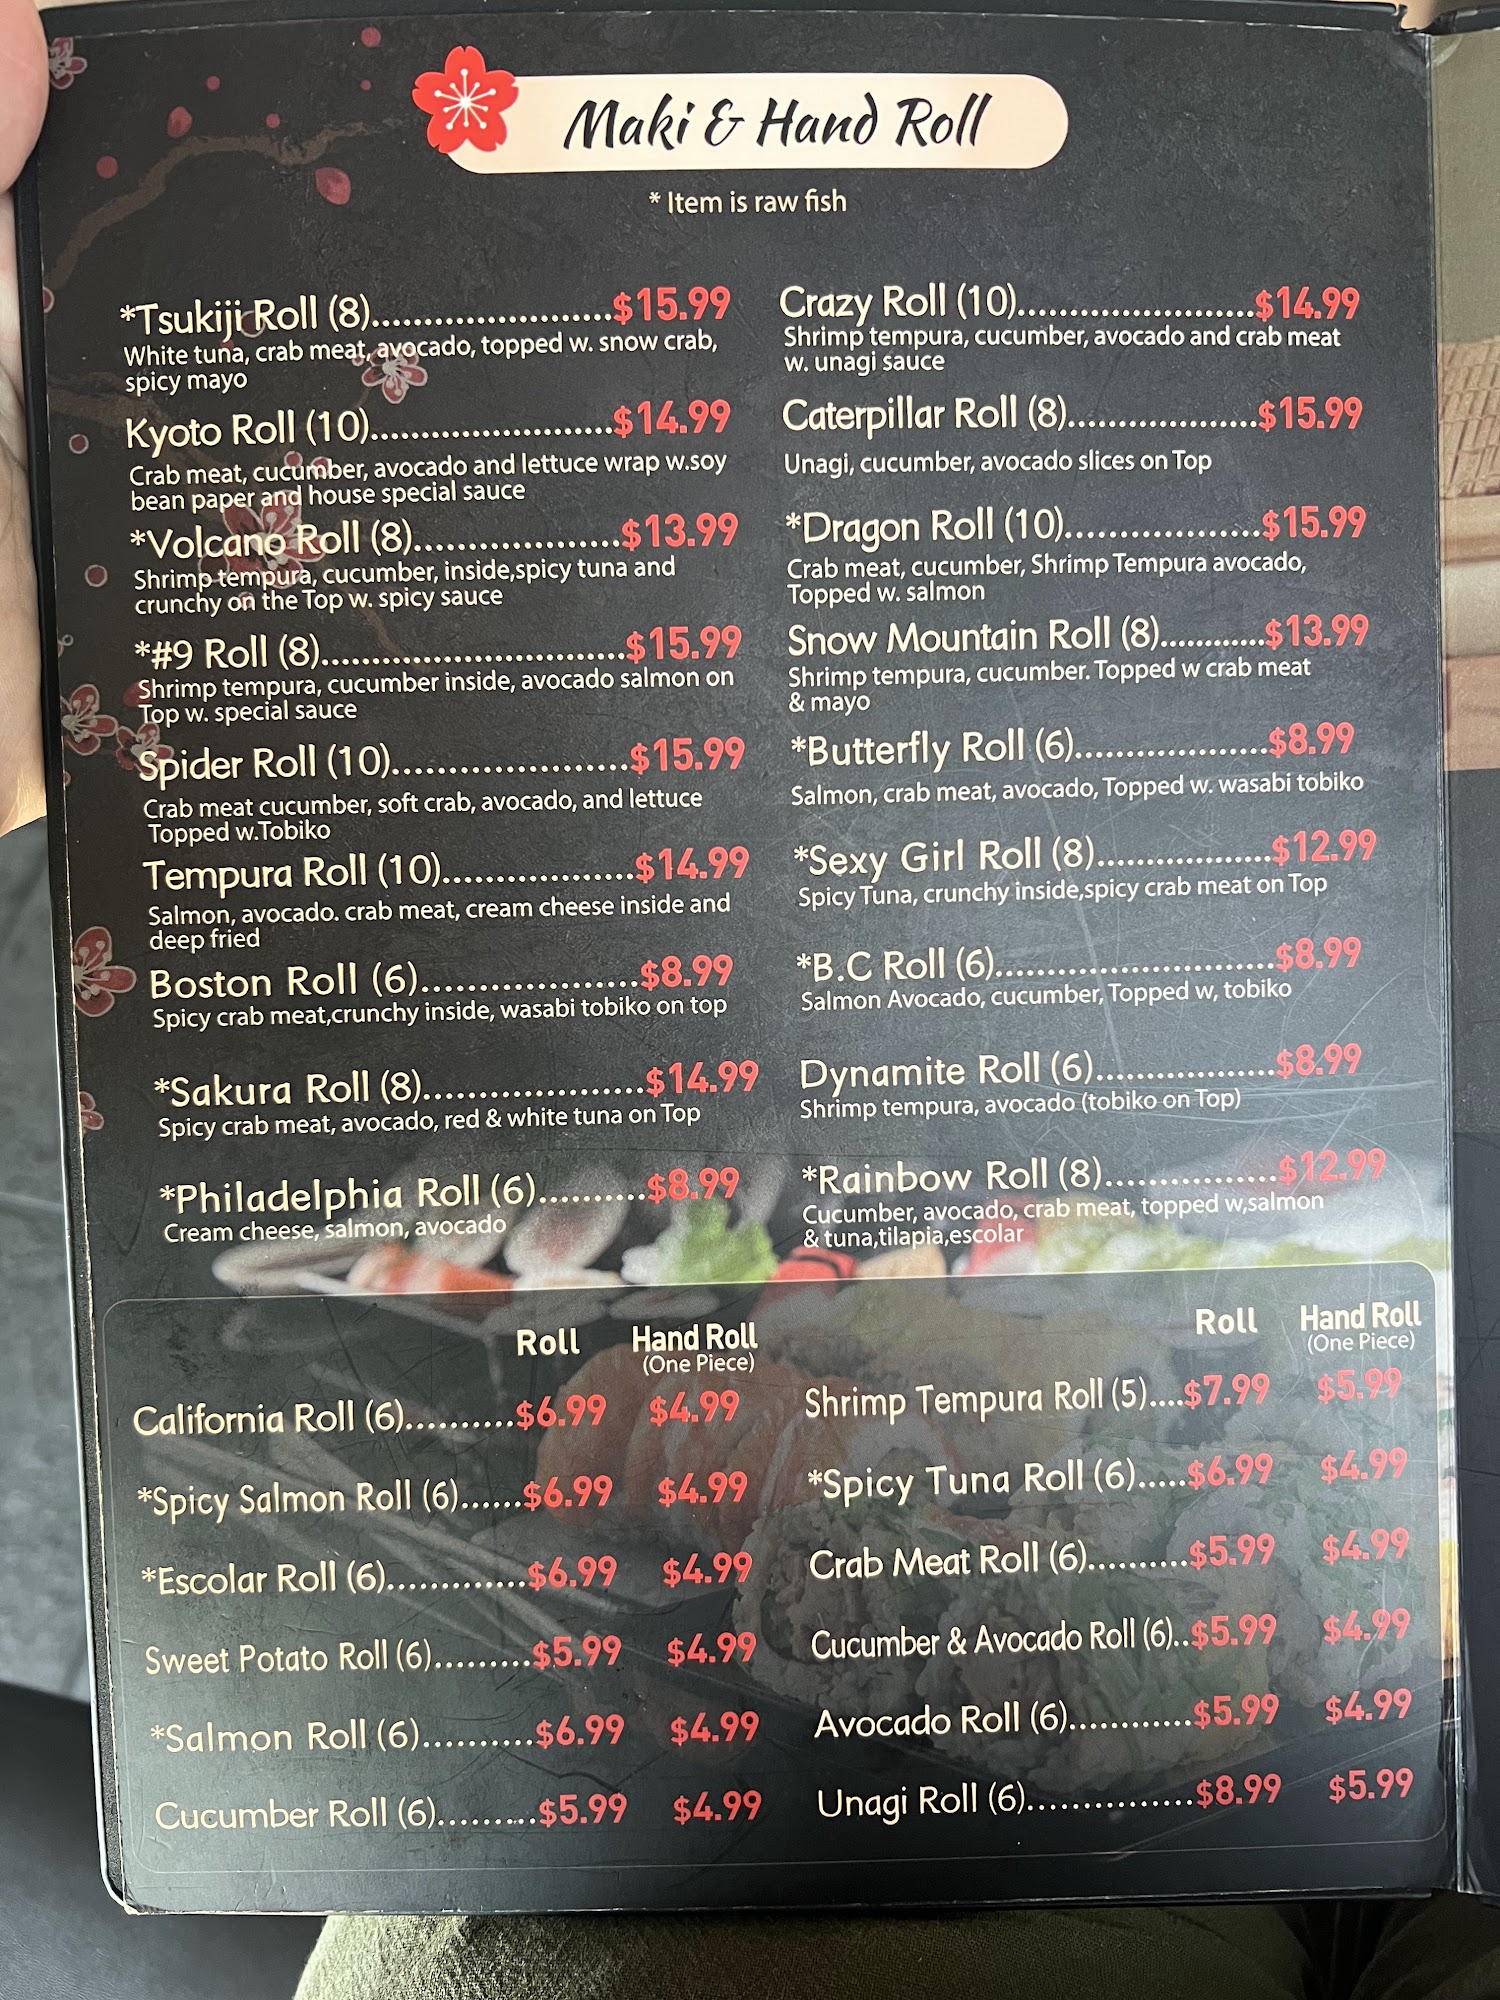 Maki & Hand Roll
* Item is raw fish
*Tsukiji Roll (8).......................$15.99
White tuna, crab meat, avocado, topped w. snow crab,
spicy mayo
Kyoto Roll (10).......................$14.99
Crab meat, cucumber, avocado and lettuce wrap w.soy
bean paper and house special sauce
*Volcano Roll (8)....................$13.99
Shrimp tempura, cucumber, inside,spicy tuna and
crunchy on the Top w. spicy sauce
*#9 Roll (8).............................$15.99
Shrimp tempura, cucumber inside, avocado salmon on
Top w. special sauce
Spider Roll (10).......................$15.99
Crab meat cucumber, soft crab, avocado, and lettuce
Topped w.Tobiko
Tempura Roll (10)...................$14.99
Salmon, avocado. crab meat, cream cheese inside and
deep fried
Boston Roll (6)....................$8.99
Spicy crab meat,crunchy inside, wasabi tobiko on top
*Sakura Roll (8).....................$14.99
Spicy crab meat, avocado, red & white tuna on Top
*Philadelphia Roll (6)..........$8.99
Cream cheese, salmon, avocado
Crazy Roll (10).......................$14.99
Shrimp tempura, cucumber, avocado and crab meat
w. unagi sauce
Caterpillar Roll (8)...................$15.99
Unagi, cucumber, avocado slices on Top
*Dragon Roll (10)...................$15.99
Crab meat, cucumber, Shrimp Tempura avocado,
Topped w. salmon
Snow Mountain Roll (8)...........$13.99
Shrimp tempura, cucumber. Topped w crab meat
& mayo
*Butterfly Roll (6)...................$8.99
Salmon, crab meat, avocado, Topped w. wasabi tobiko
*Sexy Girl Roll (8)..................$12.99
Spicy Tuna, crunchy inside,spicy crab meat on Top
*B.C Roll (6)...........................$8.99
Salmon Avocado, cucumber, Topped w, tobiko
Dynamite Roll (6)..................$8.99
Shrimp tempura, avocado (tobiko on Top)
*Rainbow Roll (8).................$12.99
Cucumber, avocado, crab meat, topped w,salmon
& tuna,tilapia,escolar
Roll Hand Roll
(One Piece)
California Roll (6)..........$6.99 $4.99
*Spicy Salmon Roll (6)......$6.99 $4.99
*Escolar Roll (6).............$6.99 $4.99
Sweet Potato Roll (6).........$5.99 $4.99
*Salmon Roll (6)..........$6.99 $4.99
Cucumber Roll (6).........$5.99 $4.99
Roll Hand Roll
(One Piece)
Shrimp Tempura Roll (5)....$7.99 $5.99
*Spicy Tuna Roll (6).....$6.99 $4.99
Crab Meat Roll (6)..........$5.99 $4.99
Cucumber & Avocado Roll (6)..$5.99 $4.99
Avocado Roll (6)............$5.99 $4.99
Unagi Roll (6)...............$8.99 $5.99